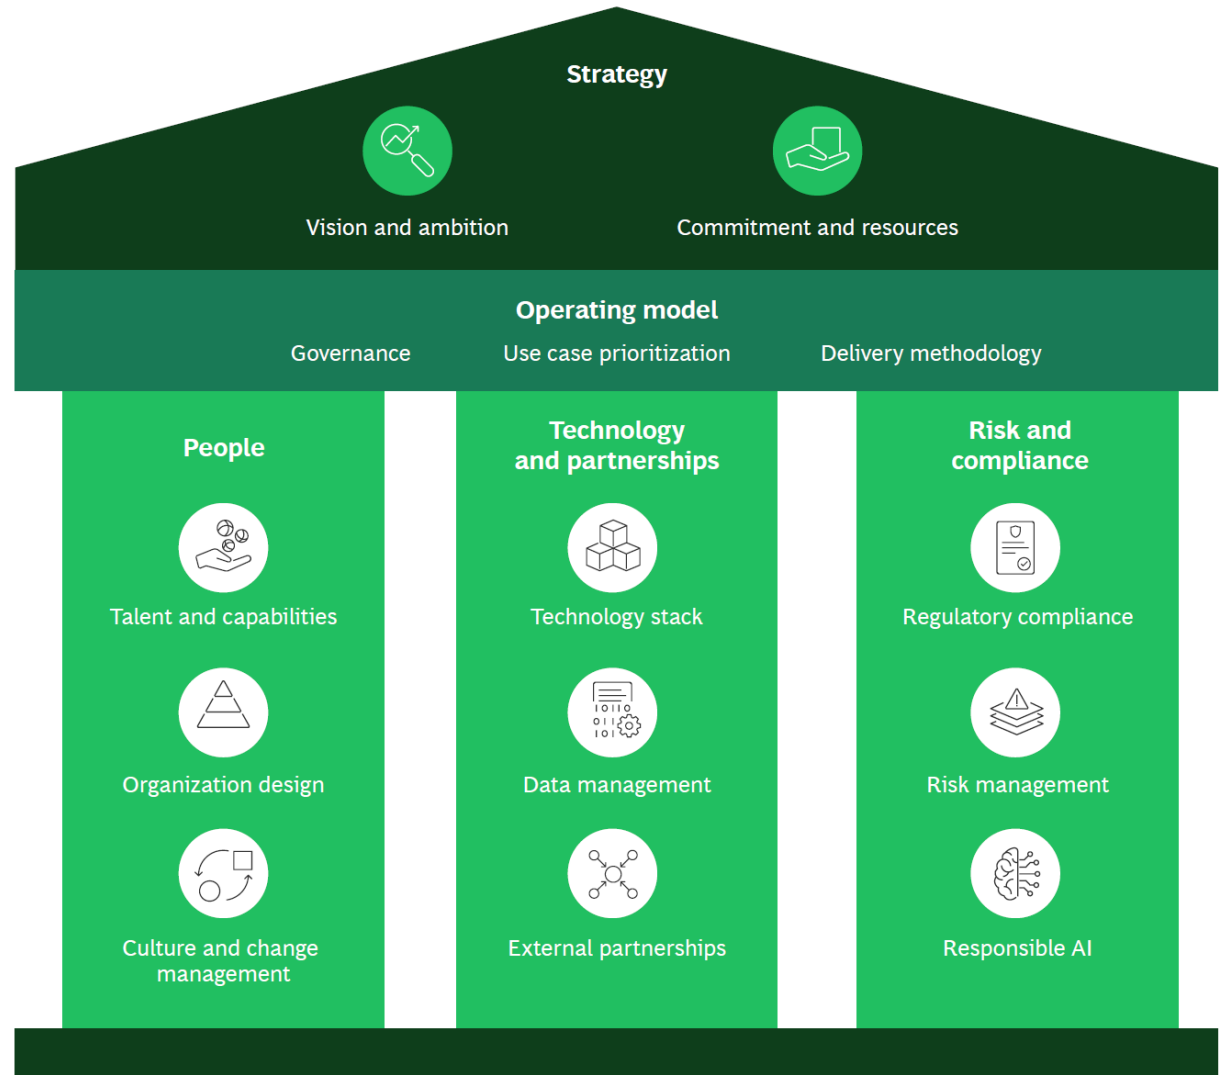 Strategy
Vision and ambition
Commitment and resources
Operating model
Governance
Use case prioritization
Delivery methodology
People
Talent and capabilities
Organization design
Culture and change
management
Technology
and partnerships
Technology stack
Data management
External partnerships
Risk and
compliance
Regulatory compliance
Risk management
Responsible AI